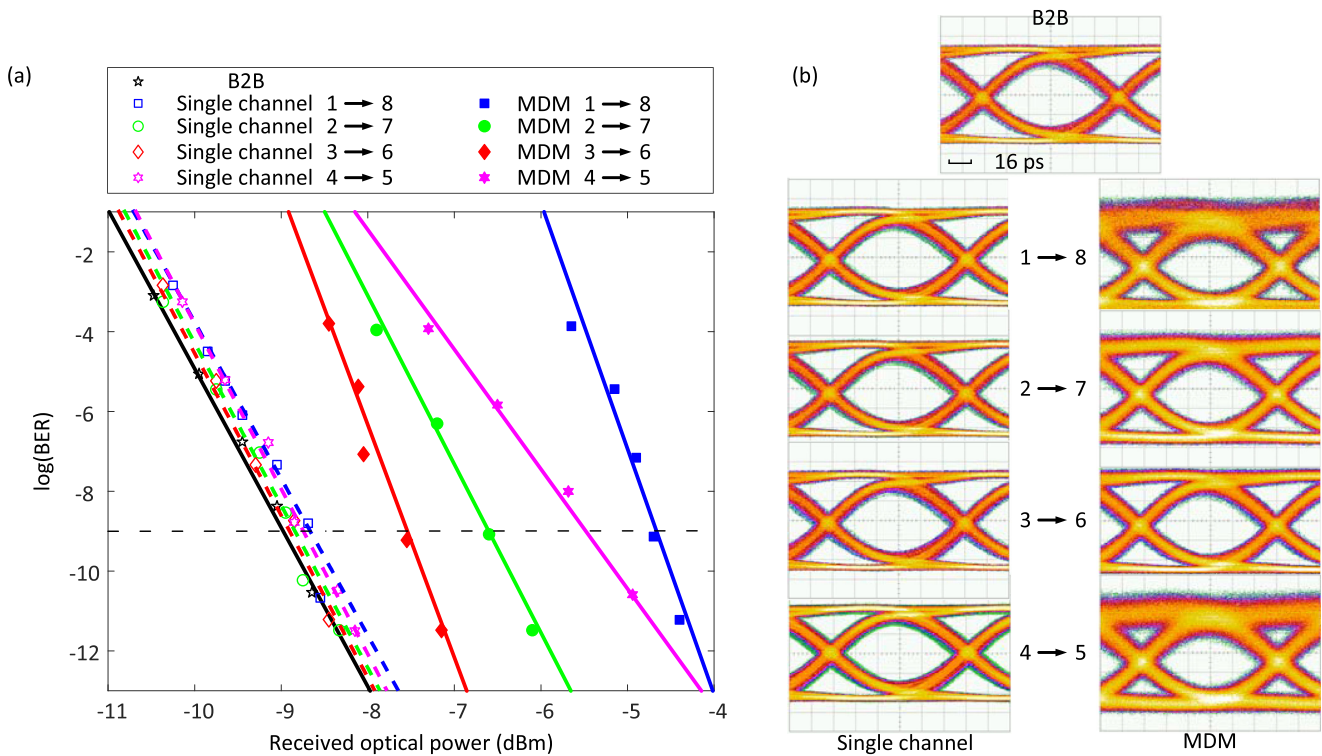 (a)
B2B
Single channel 1 → 8
Single channel 2 → 7
Single channel 3 → 6
Single channel 4 → 5
MDM 1 → 8
MDM 2 → 7
MDM 3 → 6
MDM 4 → 5
log(BER)
-2
-4
-6
-8
-10
-12
-11
-10
-9
-8
-7
-6
-5
-4
Received optical power (dBm)
(b)
B2B
16 ps
1 → 8
2 → 7
3 → 6
4 → 5
Single channel
MDM